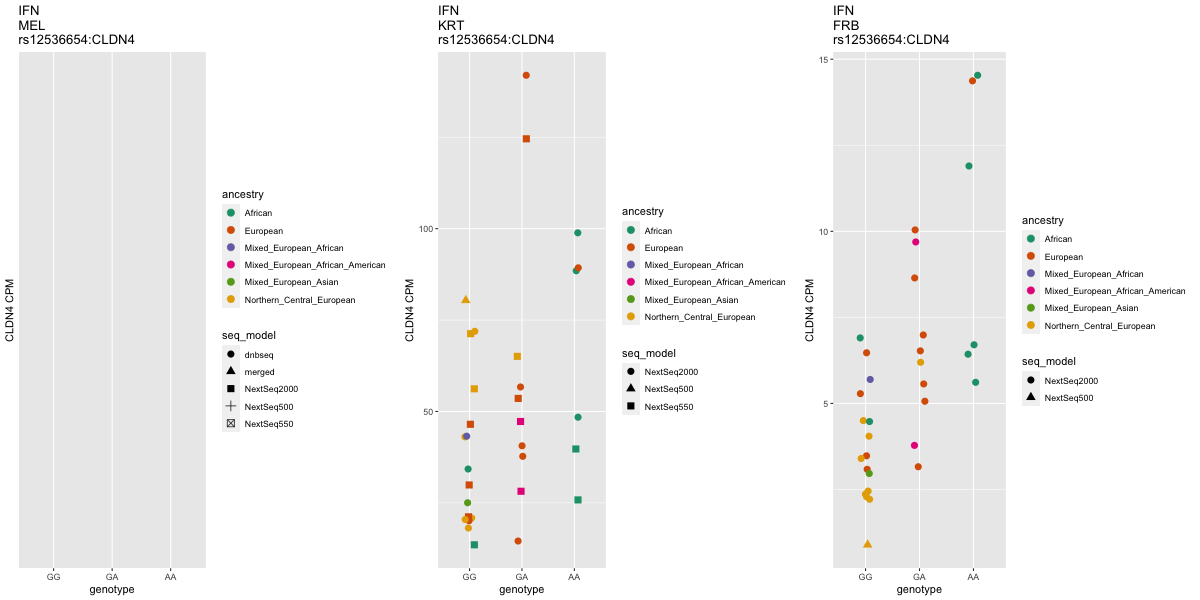 IFN
MEL
rs12536654:CLDN4
CLDN4 CPM
GG
GA
AA
genotype
ancestry
African
European
Mixed_European_African
Mixed_European_African_American
Mixed_European_Asian
Northern_Central_European
seq_model
dnbseq
merged
NextSeq2000
NextSeq500
NextSeq550
IFN
KRT
rs12536654:CLDN4
CLDN4 CPM
100
50
GG
GA
AA
genotype
ancestry
African
European
Mixed_European_African
Mixed_European_African_American
Mixed_European_Asian
Northern_Central_European
seq_model
NextSeq2000
NextSeq500
NextSeq550
IFN
FRB
rs12536654:CLDN4
CLDN4 CPM
15
10
5
GG
GA
AA
genotype
ancestry
African
European
Mixed_European_African
Mixed_European_African_American
Mixed_European_Asian
Northern_Central_European
seq_model
NextSeq2000
NextSeq500